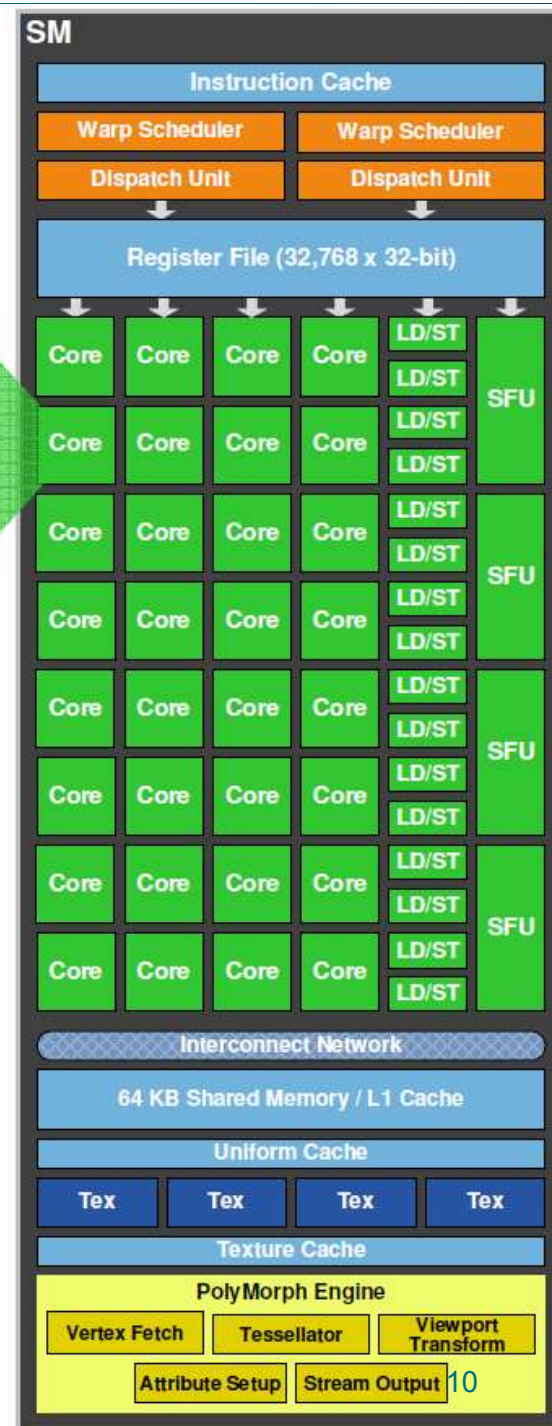 SM
Instruction Cache
Warp Scheduler Warp Scheduler
Dispatch Unit Dispatch Unit
Register File (32,768 x 32-bit)
Core Core Core Core LD/ST SFU
LD/ST
Core Core Core Core LD/ST
LD/ST
Core Core Core Core LD/ST SFU
LD/ST
Core Core Core Core LD/ST
LD/ST
Core Core Core Core LD/ST SFU
LD/ST
Core Core Core Core LD/ST
LD/ST
Core Core Core Core LD/ST SFU
LD/ST
Core Core Core Core LD/ST
LD/ST
Interconnect Network
64 KB Shared Memory / L1 Cache
Uniform Cache
Tex Tex Tex Tex
Texture Cache
PolyMorph Engine
Vertex Fetch Tessellator Viewport Transform
Attribute Setup Stream Output 10